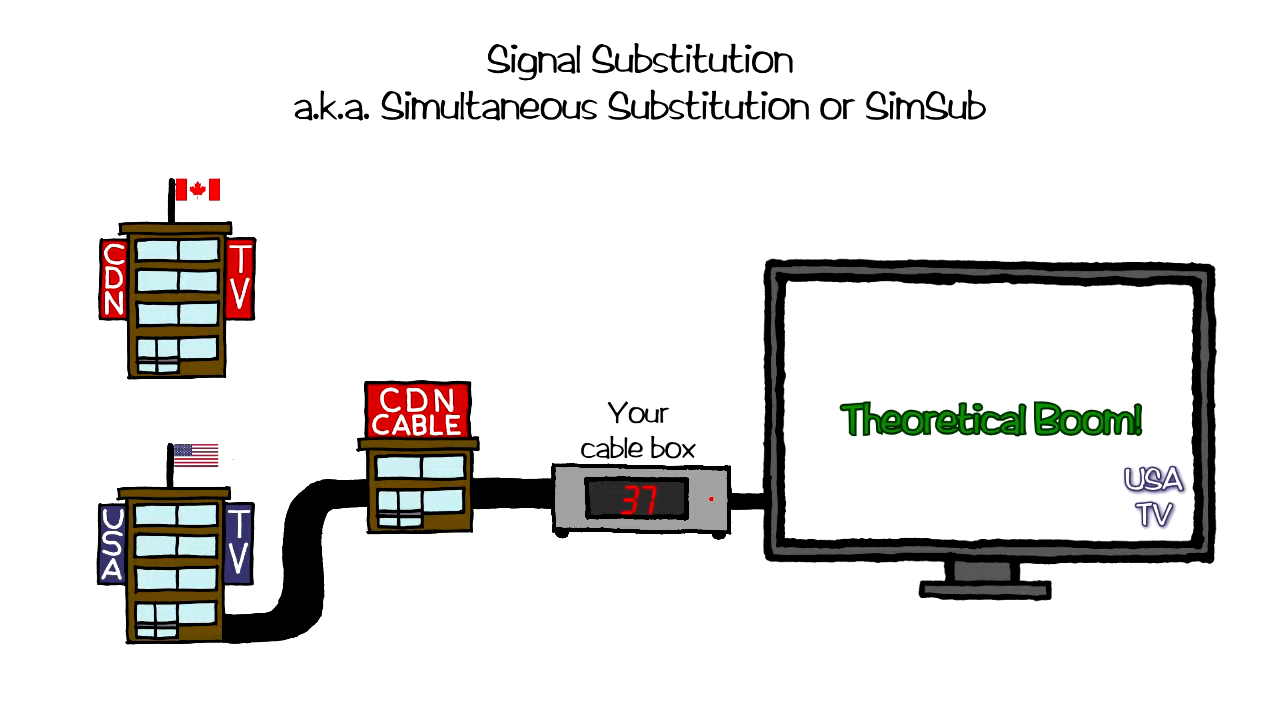 Signal Substitution
a.k.a. Simultaneous Substitution or SimSub
CDN
TV
CDN
CABLE
Your
cable box
37
Theoretical Boom!
USA
TV
USA
TV